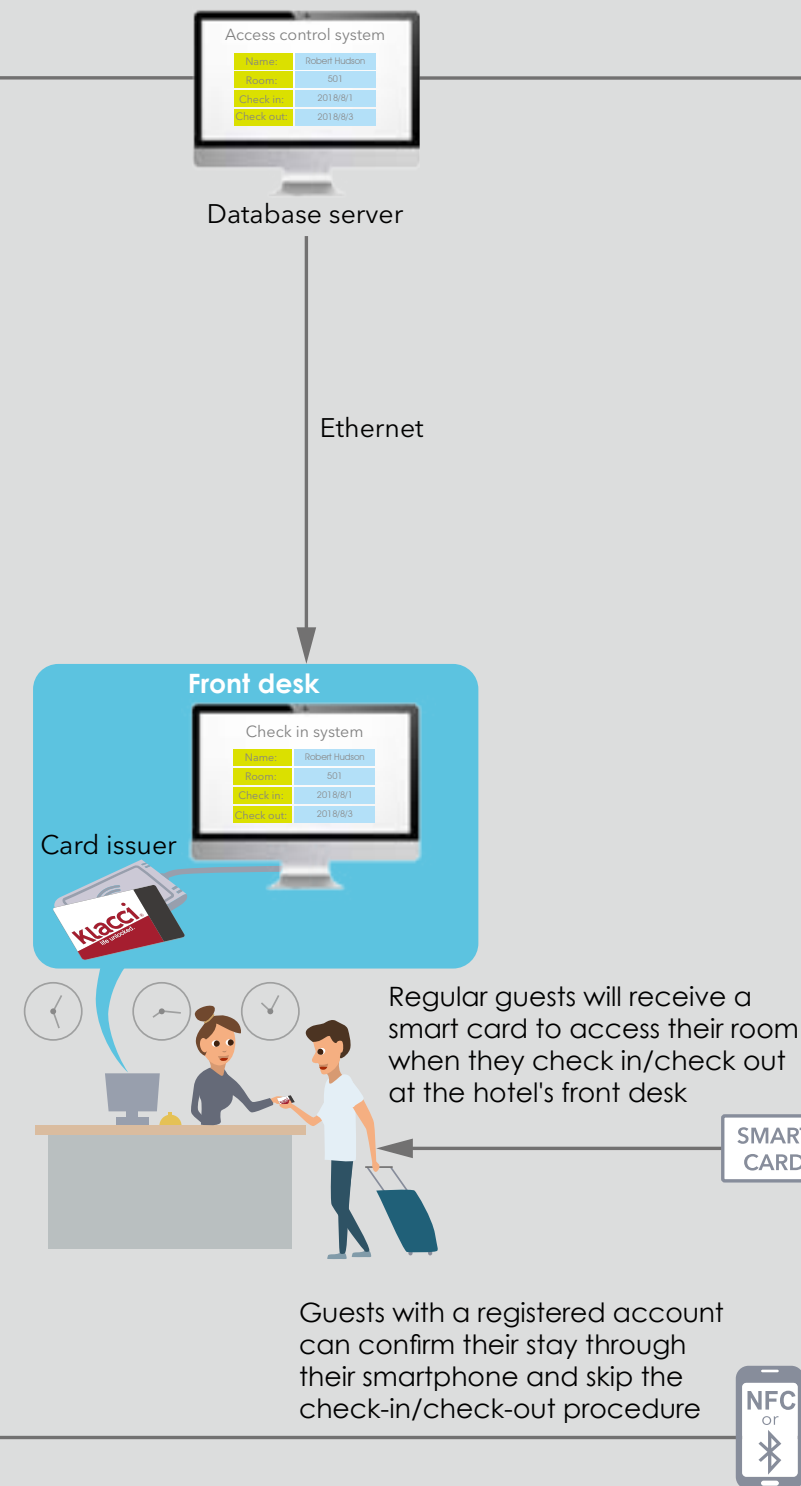 Access control system
Name: Robert Hudson
Room: 501
Check in: 2018/8/1
Check out: 2018/8/3
Database server
Ethernet
Front desk
Check in system
Name: Robert Hudson
Room: 501
Check in: 2018/8/1
Check out: 2018/8/3
Card issuer
Klacci®
life unlocked.
Regular guests will receive a
smart card to access their room
when they check in/check out
at the hotel's front desk
SMART
CARD
Guests with a registered account
can confirm their stay through
their smartphone and skip the
check-in/check-out procedure
NFC
or